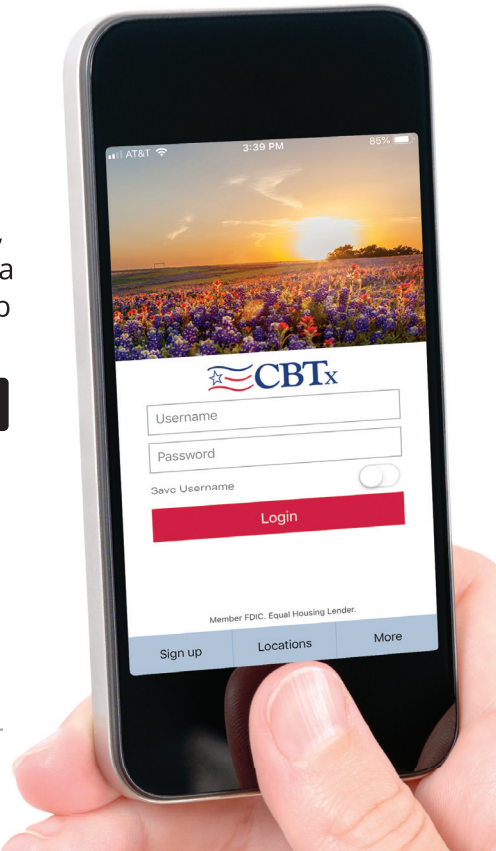 ,
a
p
AT&T
3:39 PM
85%
CBTx
Username
Password
Save Username
Login
Member FDIC. Equal Housing Lender.
Sign up
Locations
More